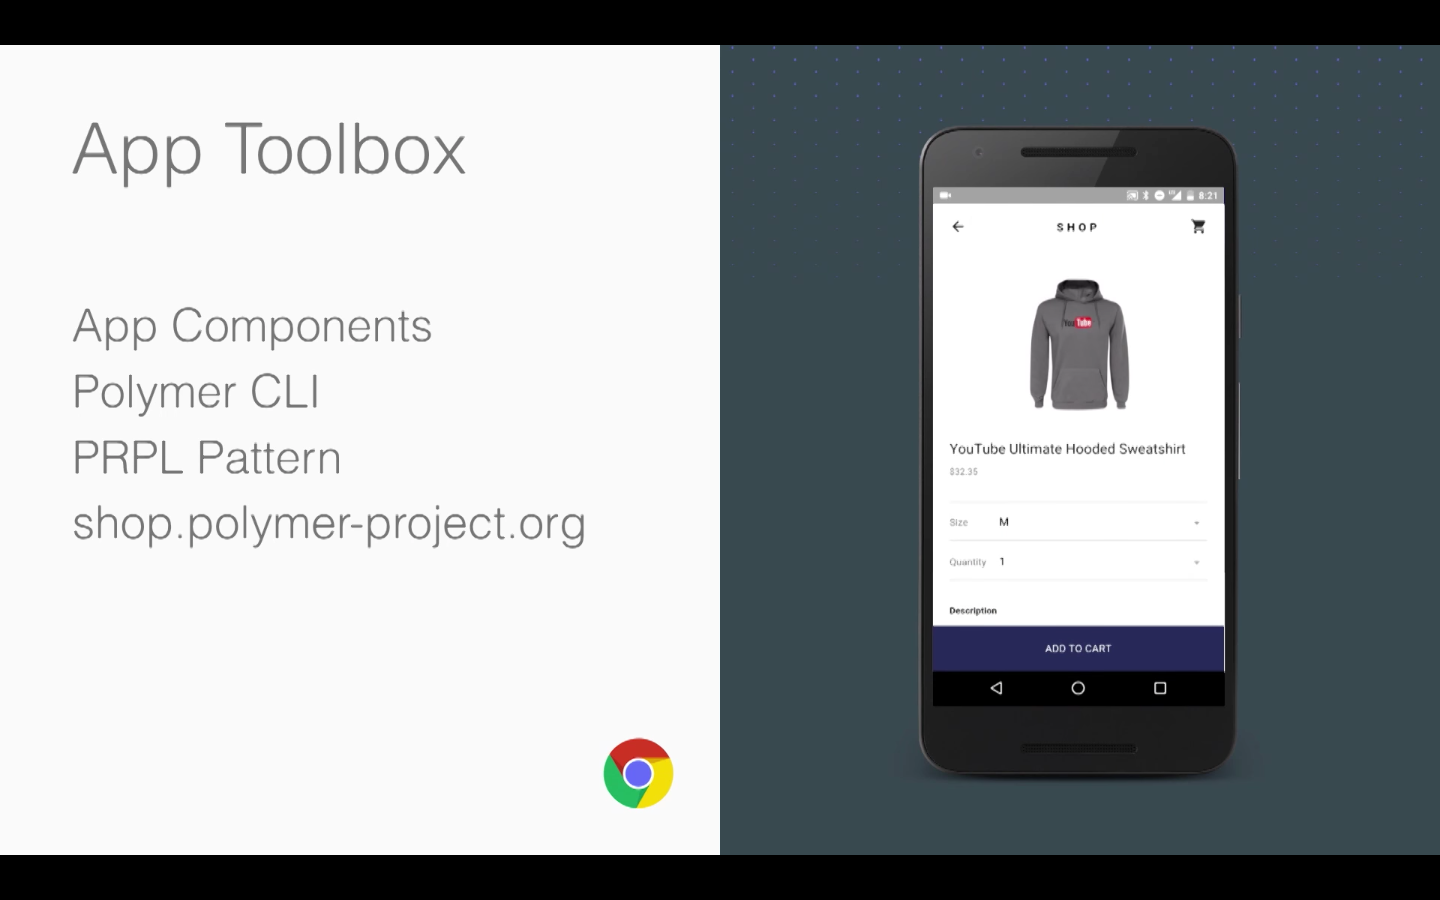 App Toolbox
App Components
Polymer CLI
PRPL Pattern
shop.polymer-project.org
8:21
SHOP
YouTube
YouTube Ultimate Hooded Sweatshirt
$32.35
Size M
Quantity 1
Description
ADD TO CART